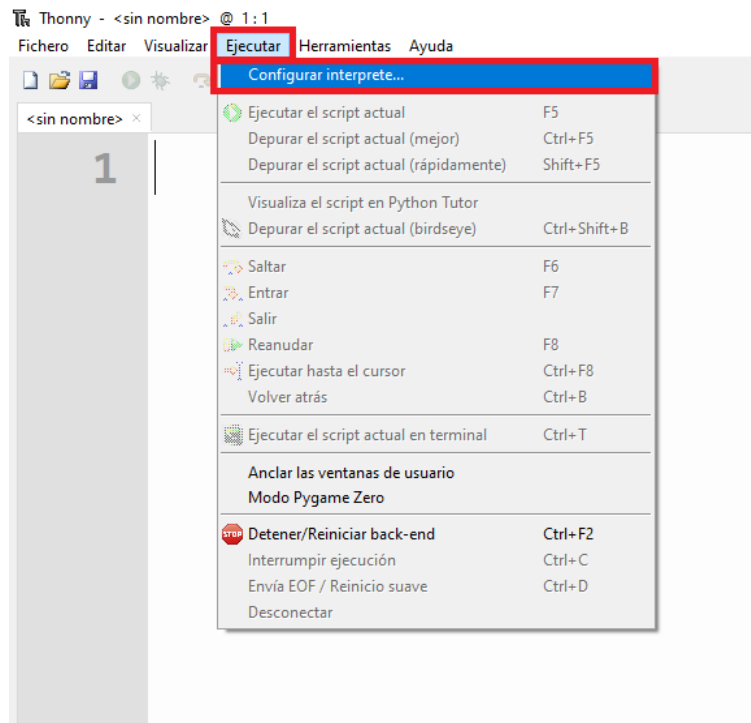 Thonny - <sin nombre> @ 1:1
Fichero Editar Visualizar Ejecutar Herramientas Ayuda
Configurar interprete...
<sin nombre> ×
Ejecutar el script actual F5
1
Depurar el script actual (mejor) Ctrl+F5
Depurar el script actual (rápidamente) Shift+F5
Visualiza el script en Python Tutor
Depurar el script actual (birdseye) Ctrl+Shift+B
Saltar F6
Entrar F7
Salir
Reanudar F8
Ejecutar hasta el cursor Ctrl+F8
Volver atrás Ctrl+B
Ejecutar el script actual en terminal Ctrl+T
Anclar las ventanas de usuario
Modo Pygame Zero
STOP Detener/Reiniciar back-end Ctrl+F2
Interrumpir ejecución Ctrl+C
Envía EOF / Reinicio suave Ctrl+D
Desconectar